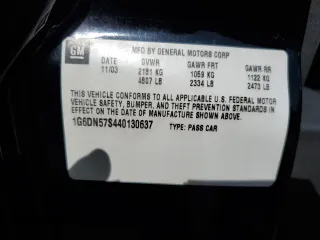 GM
MFD BY GENERAL MOTORS CORP
DATE GVWR GAWR FRT GAWR RR
11/03 2181 KG 1059 KG 1122 KG
4807 LB 2334 LB 2473 LB
THIS VEHICLE CONFORMS TO ALL APPLICABLE U.S. FEDERAL MOTOR
VEHICLE SAFETY, BUMPER, AND THEFT PREVENTION STANDARDS IN
EFFECT ON THE DATE OF MANUFACTURE SHOWN ABOVE.
1G6DN57S440130637
TYPE: PASS CAR